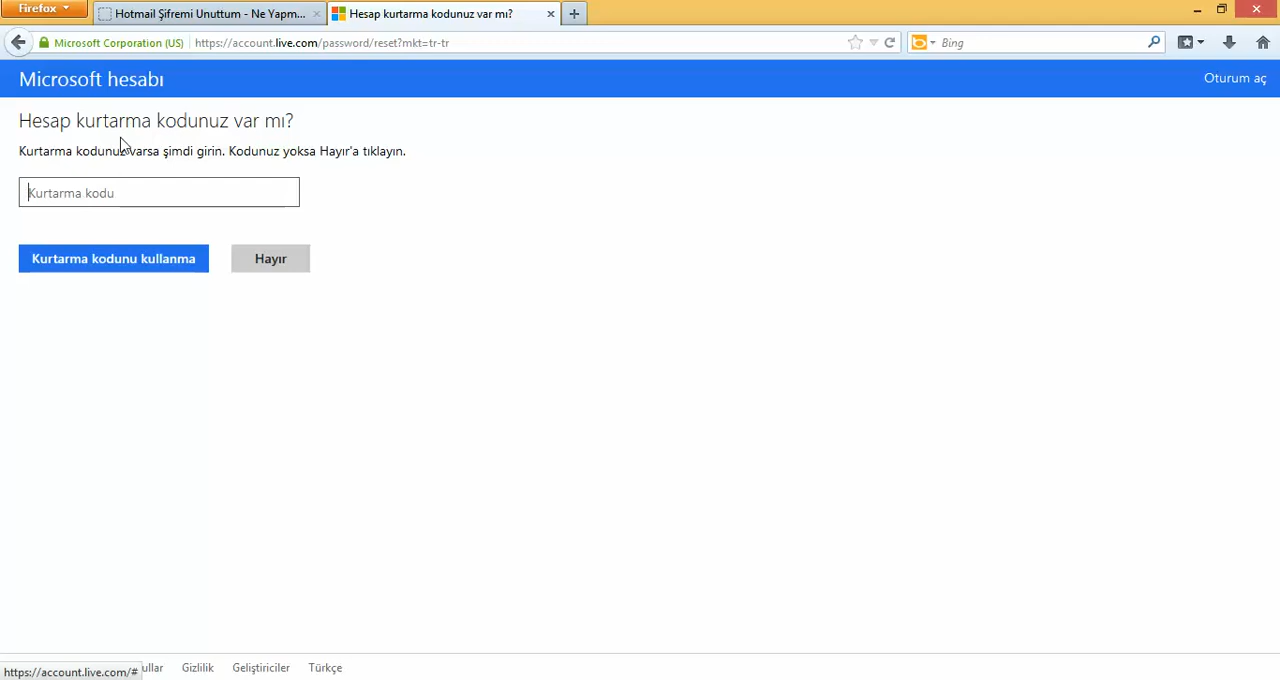 Firefox
Hotmail Şifremi Unuttum - Ne Yapm...
Hesap kurtarma kodunuz var mı?
Microsoft Corporation (US)
https://account.live.com/password/reset?mkt=tr-tr
Bing
Microsoft hesabı
Oturum aç
Hesap kurtarma kodunuz var mı?
Kurtarma kodunuz varsa şimdi girin. Kodunuz yoksa Hayır'a tıklayın.
Kurtarma kodu
Kurtarma kodunu kullanma
Hayır
https://account.live.com/#
ullar
Gizlilik
Geliştiriciler
Türkçe